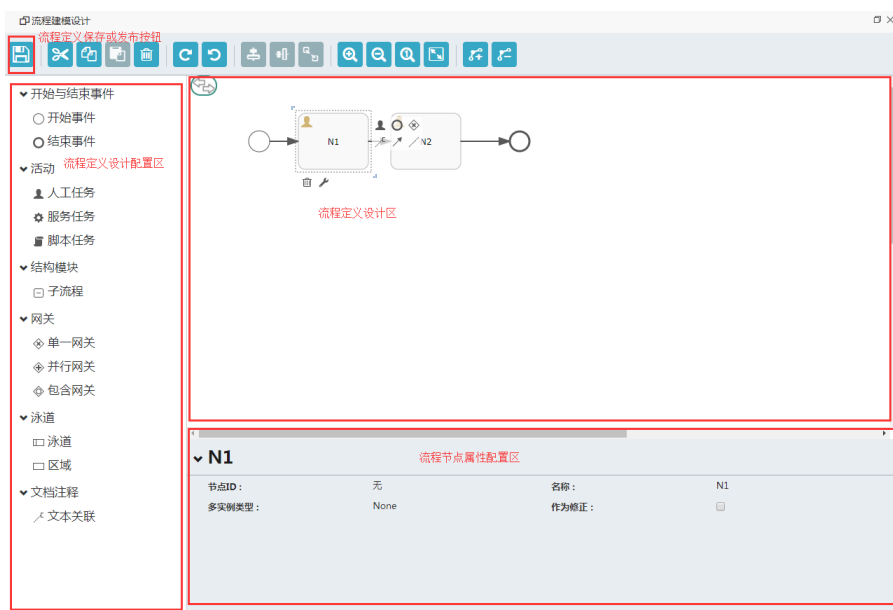 流程建模设计
流程定义保存或发布按钮
开始与结束事件
开始事件
结束事件
活动
流程定义设计配置区
人工任务
服务任务
脚本任务
结构模块
子流程
网关
单一网关
并行网关
包含网关
泳道
泳道
区域
文档注释
文本关联
N1
N2
流程定义设计区
N1
流程节点属性配置区
节点ID：
无
名称：
N1
多实例类型：
None
作为修正：